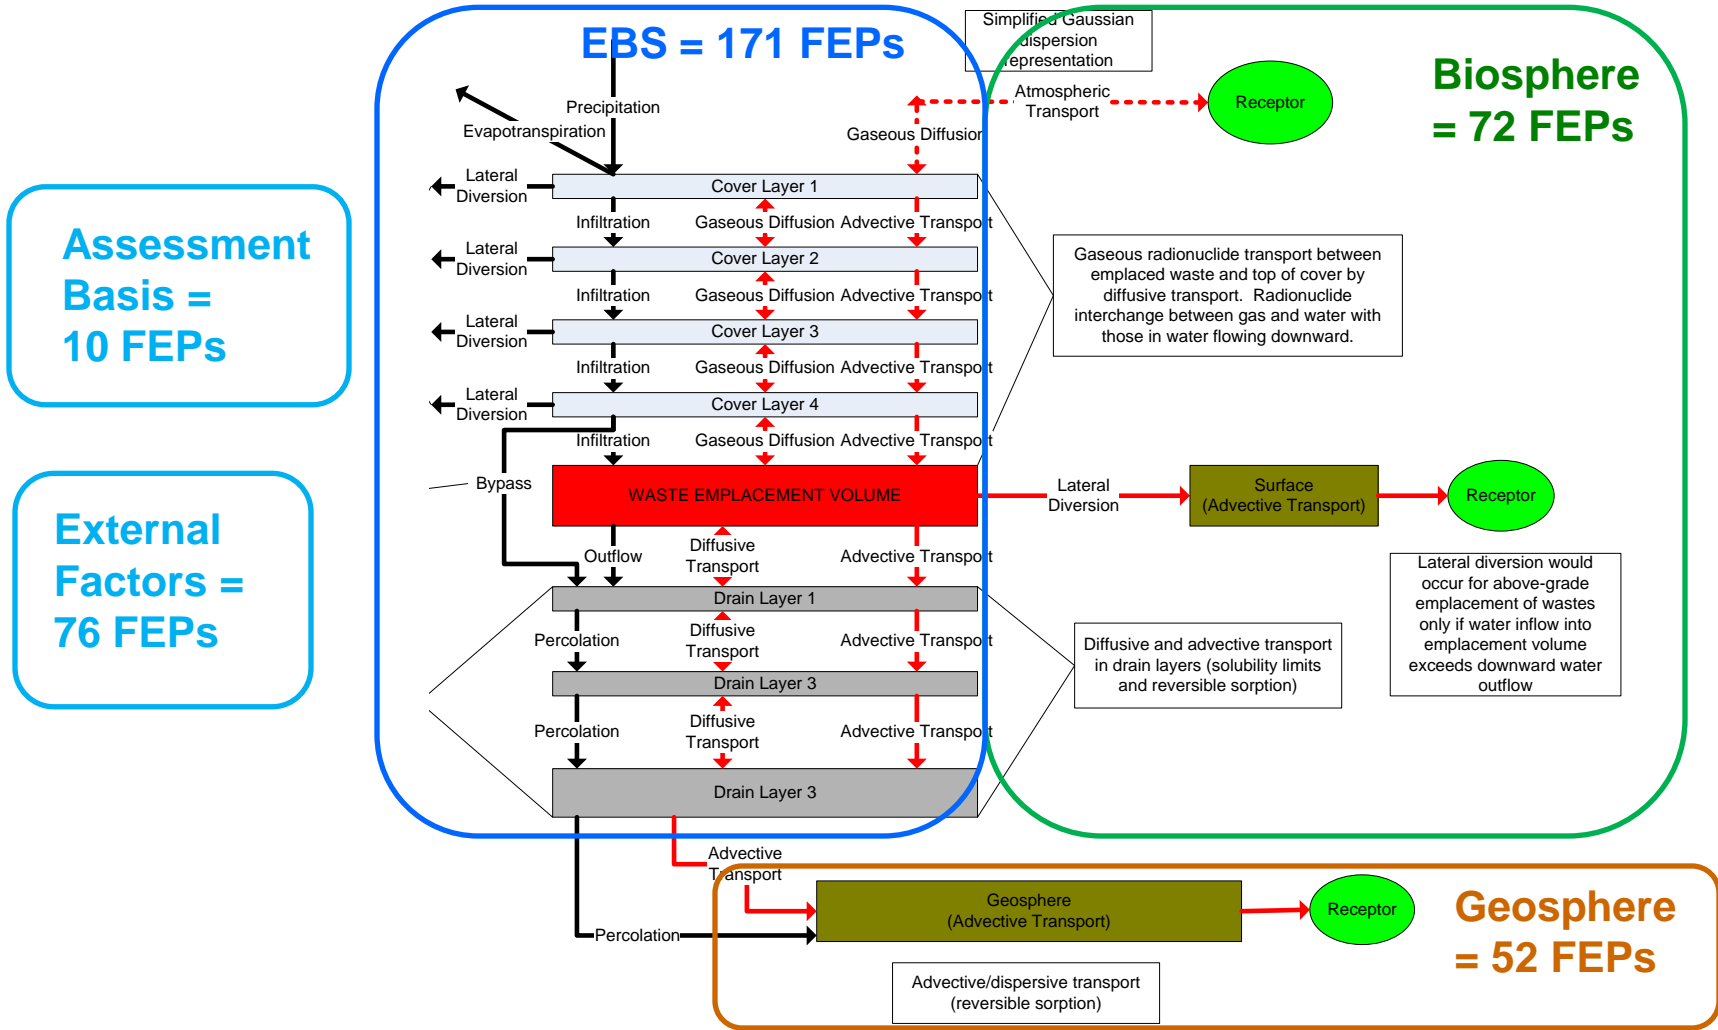 EBS = 171 FEPs
Simplified Gaussian
dispersion
representation
Biosphere
= 72 FEPs
Precipitation
Evapotranspiration
Atmospheric
Transport
Receptor
Gaseous Diffusion
Lateral
Diversion
Cover Layer 1
Infiltration
Gaseous Diffusion
Advective Transport
Assessment
Basis =
10 FEPs
Lateral
Diversion
Cover Layer 2
Gaseous radionuclide transport between
emplaced waste and top of cover by
diffusive transport.  Radionuclide
interchange between gas and water with
those in water flowing downward.
Infiltration
Gaseous Diffusion
Advective Transport
Lateral
Diversion
Cover Layer 3
Infiltration
Gaseous Diffusion
Advective Transport
Lateral
Diversion
Cover Layer 4
Infiltration
Gaseous Diffusion
Advective Transport
Bypass
WASTE EMPLACEMENT VOLUME
Lateral
Diversion
Surface
(Advective Transport)
Receptor
External
Factors =
76 FEPs
Outflow
Diffusive
Transport
Advective Transport
Lateral diversion would
occur for above-grade
emplacement of wastes
only if water inflow into
emplacement volume
exceeds downward water
outflow
Drain Layer 1
Percolation
Diffusive
Transport
Advective Transport
Diffusive and advective transport
in drain layers (solubility limits
and reversible sorption)
Drain Layer 3
Percolation
Diffusive
Transport
Advective Transport
Drain Layer 3
Advective
Transport
Geosphere
(Advective Transport)
Receptor
Geosphere
= 52 FEPs
Percolation
Advective/dispersive transport
(reversible sorption)